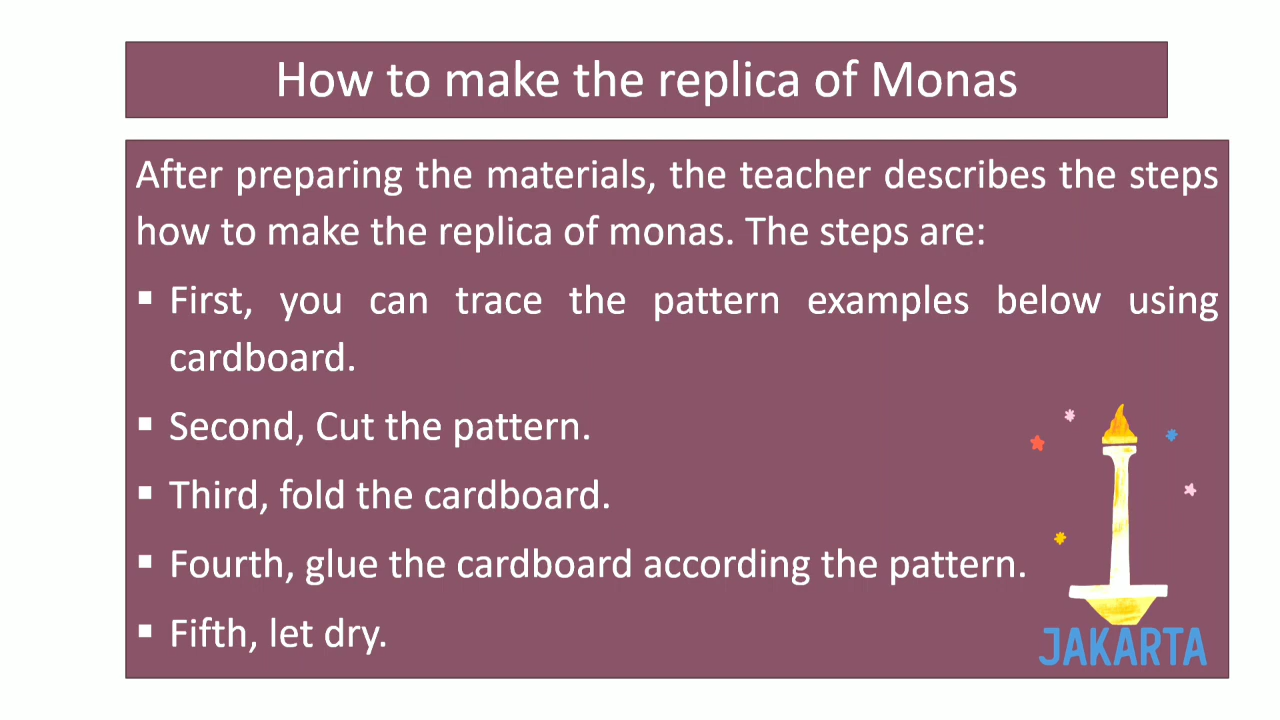 How to make the replica of Monas
After preparing the materials, the teacher describes the steps
how to make the replica of monas. The steps are:
▪ First, you can trace the pattern examples below using
cardboard.
▪ Second, Cut the pattern.
▪ Third, fold the cardboard.
▪ Fourth, glue the cardboard according the pattern.
▪ Fifth, let dry.
JAKARTA